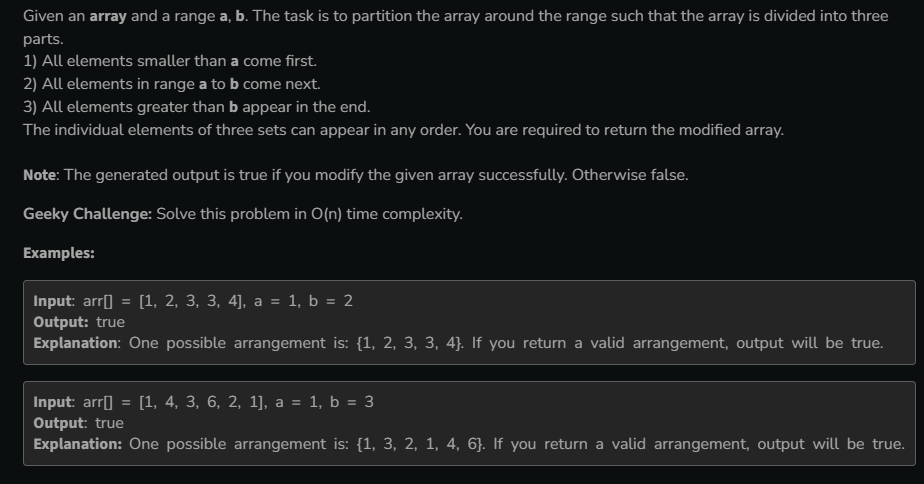 Given an array and a range a, b. The task is to partition the array around the range such that the array is divided into three
parts.
1) All elements smaller than a come first.
2) All elements in range a to b come next.
3) All elements greater than b appear in the end.
The individual elements of three sets can appear in any order. You are required to return the modified array.
Note: The generated output is true if you modify the given array successfully. Otherwise false.
Geeky Challenge: Solve this problem in O(n) time complexity.
Examples:
Input: arr[] = [1, 2, 3, 3, 4], a = 1, b = 2
Output: true
Explanation: One possible arrangement is: {1, 2, 3, 3, 4}. If you return a valid arrangement, output will be true.
Input: arr[] = [1, 4, 3, 6, 2, 1], a = 1, b = 3
Output: true
Explanation: One possible arrangement is: {1, 3, 2, 1, 4, 6}. If you return a valid arrangement, output will be true.